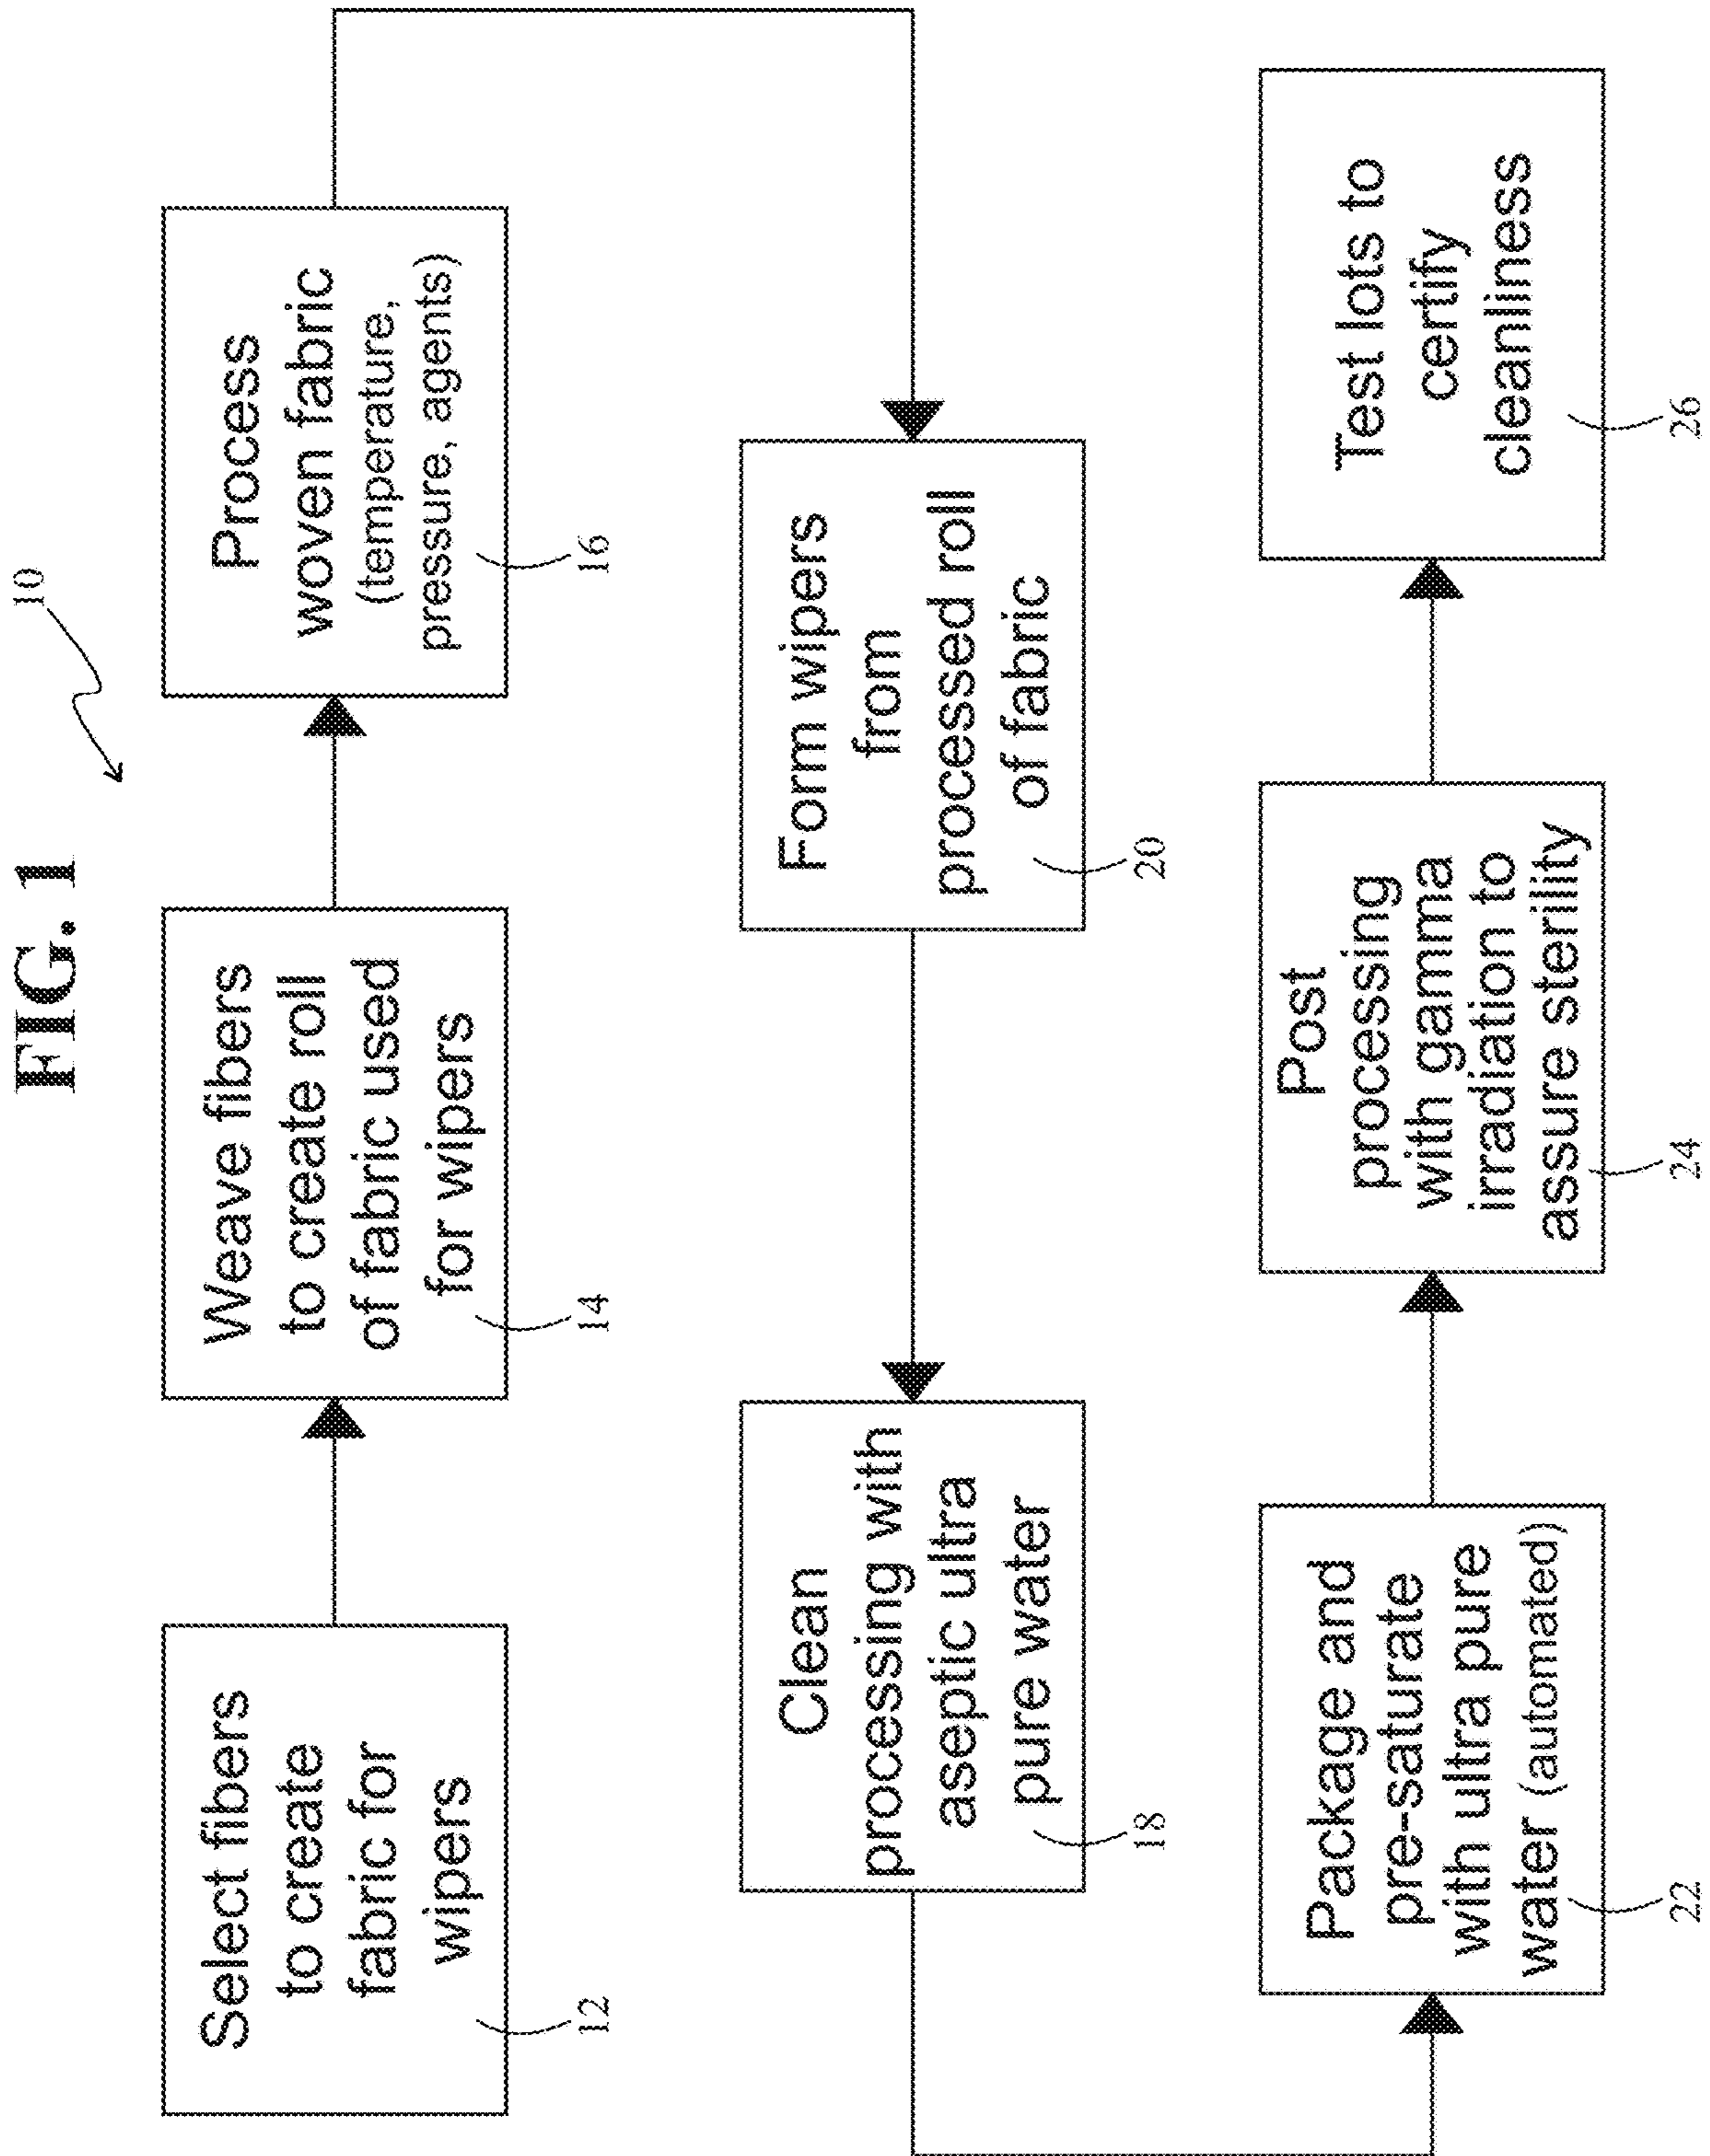 FIG. 1
10
Select fibers
to create
fabric for
wipers
12
Weave fibers
to create roll
of fabric used
for wipers
14
Process
woven fabric
(temperature,
pressure, agents)
16
Form wipers
from
processed roll
of fabric
20
Clean
processing with
aseptic ultra
pure water
18
Package and
pre-saturate
with ultra pure
water (automated)
22
Post
processing
with gamma
irradiation to
assure sterility
24
Test lots to
certify
cleanliness
26